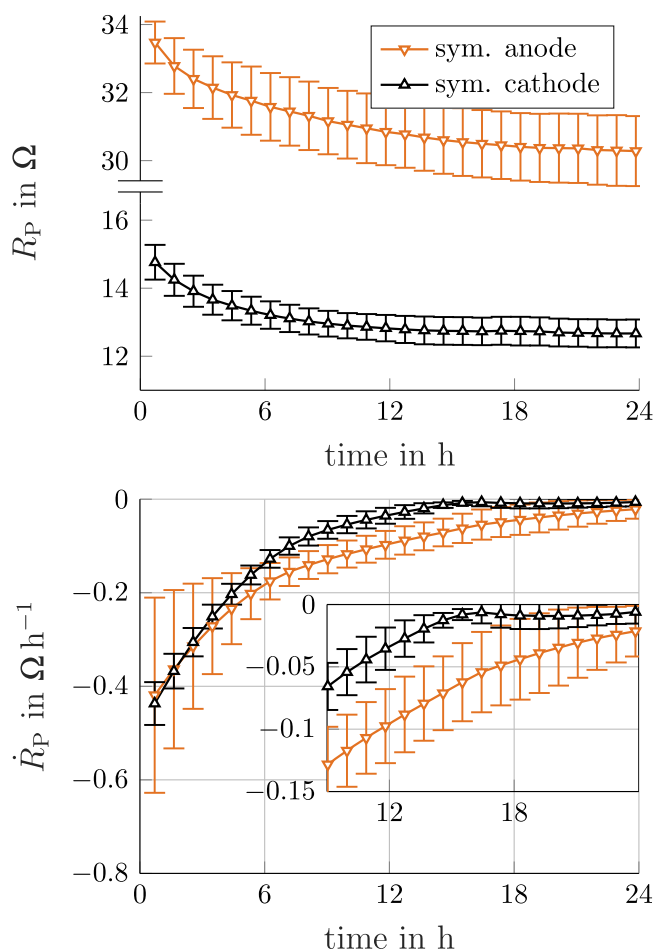 34
32
30
16
14
12
R_P in Ω
sym. anode
sym. cathode
0 6 12 18 24
time in h
0
−0.2
−0.4
−0.6
−0.8
Ṙ_P in Ω h⁻¹
0
−0.05
−0.1
−0.15
12 18
0 6 12 18 24
time in h